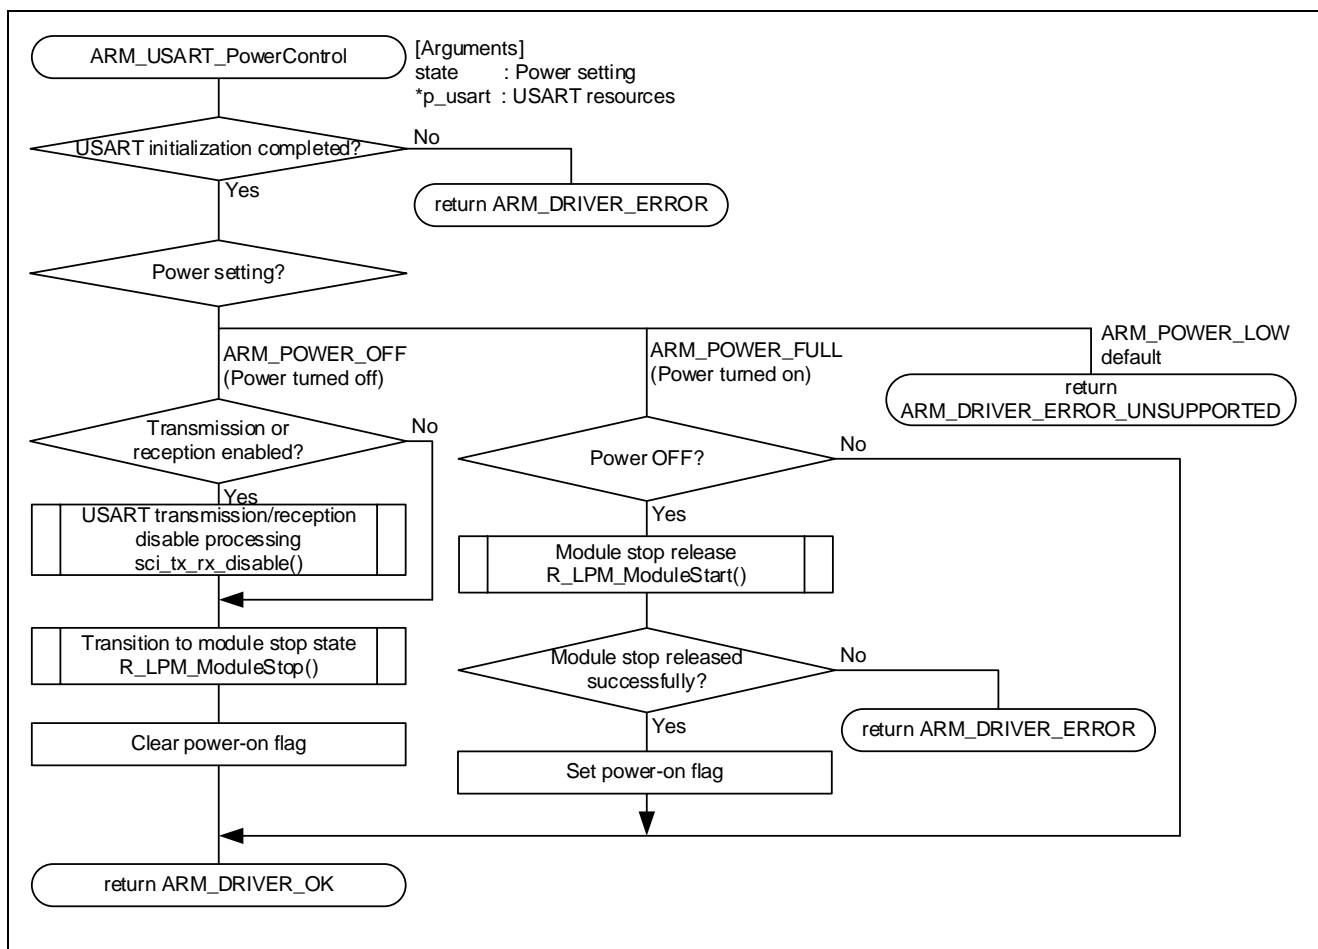 ARM_USART_PowerControl
[Arguments]
state : Power setting
*p_usart : USART resources
USART initialization completed?
No
Yes
return ARM_DRIVER_ERROR
Power setting?
ARM_POWER_OFF
(Power turned off)
ARM_POWER_FULL
(Power turned on)
ARM_POWER_LOW
default
return
ARM_DRIVER_ERROR_UNSUPPORTED
Transmission or
reception enabled?
No
Yes
USART transmission/reception
disable processing
sci_tx_rx_disable()
Transition to module stop state
R_LPM_ModuleStop()
Clear power-on flag
Power OFF?
No
Yes
Module stop release
R_LPM_ModuleStart()
Module stop released
successfully?
No
Yes
return ARM_DRIVER_ERROR
Set power-on flag
return ARM_DRIVER_OK